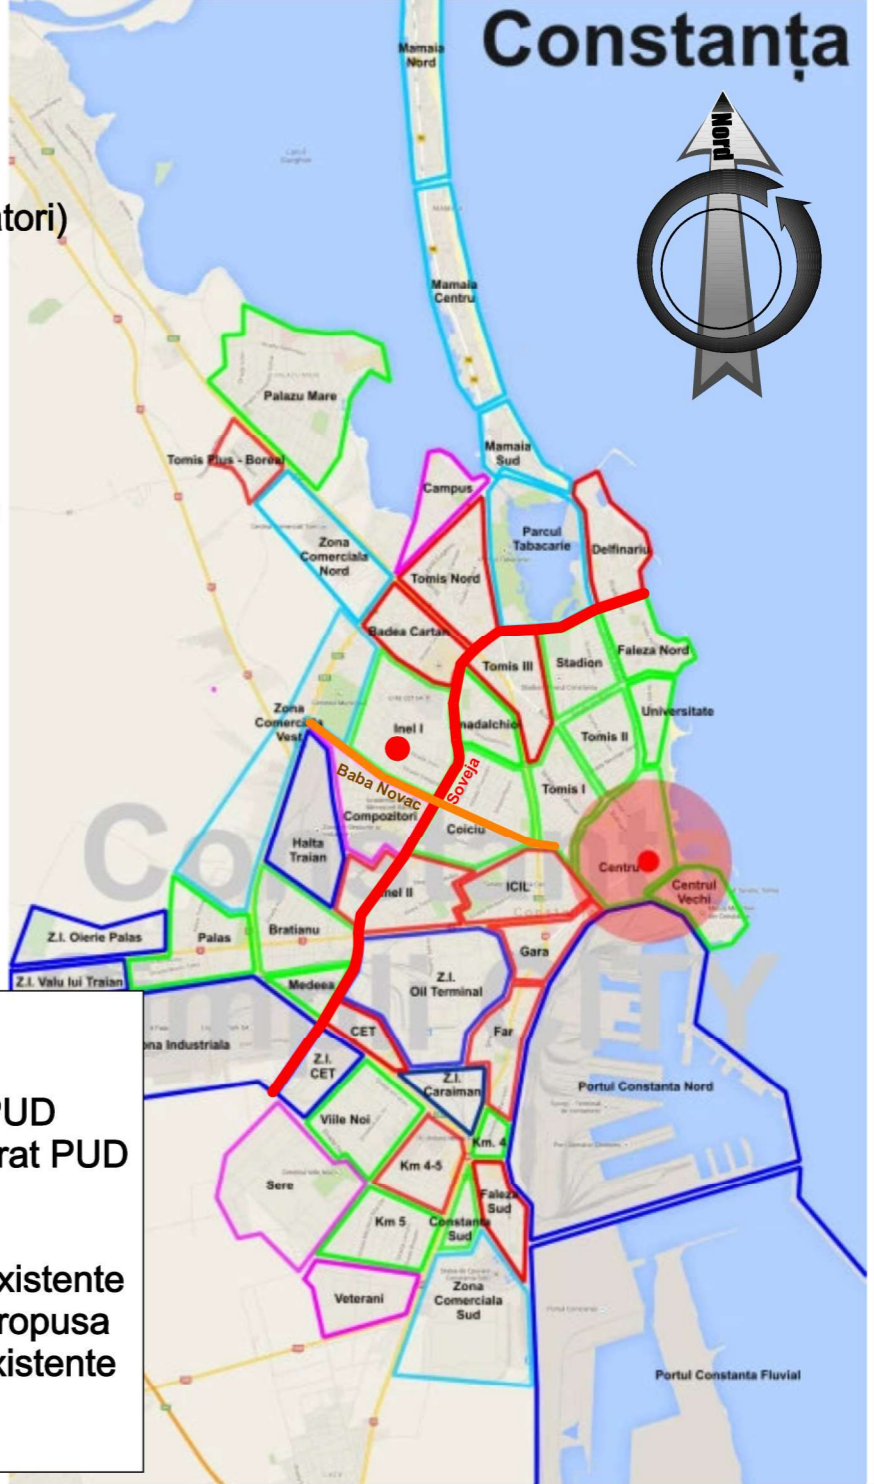 Constanța
Nord
Mamaia
Nord
atori)
Mamaia
Centru
Palazu Mare
Mamaia
Sud
Tomis Plus - Boreal
Campus
Parcul
Tabacarie
Delfinariu
Zona
Comerciala
Nord
Tomis Nord
Badea Cartan
Tomis III
Stadion
Faleza Nord
Zona
Comerciala
Vest
Inel I
nadalchio
Universitate
Tomis II
Baba Novac
Soveja
Tomis I
Compozitori
Coiciu
Halta
Traian
Centru
Centrul
Vechi
Inel II
ICIL
Constanta
Z.I. Oierie Palas
Palas
Bratianu
Gara
Z.I. Valu lui Traian
Medeea
Z.I.
Oil Terminal
CITY
ona Industriala
CET
Far
Z.I.
CET
Z.I.
Caraiman
Portul Constanta Nord
PUD
rat PUD
Viile Noi
Km. 4
Km 4-5
Sere
Faleza
Sud
Km 5
Constanta
Sud
xistente
ropusa
xistente
Veterani
Zona
Comerciala
Sud
Portul Constanta Fluvial